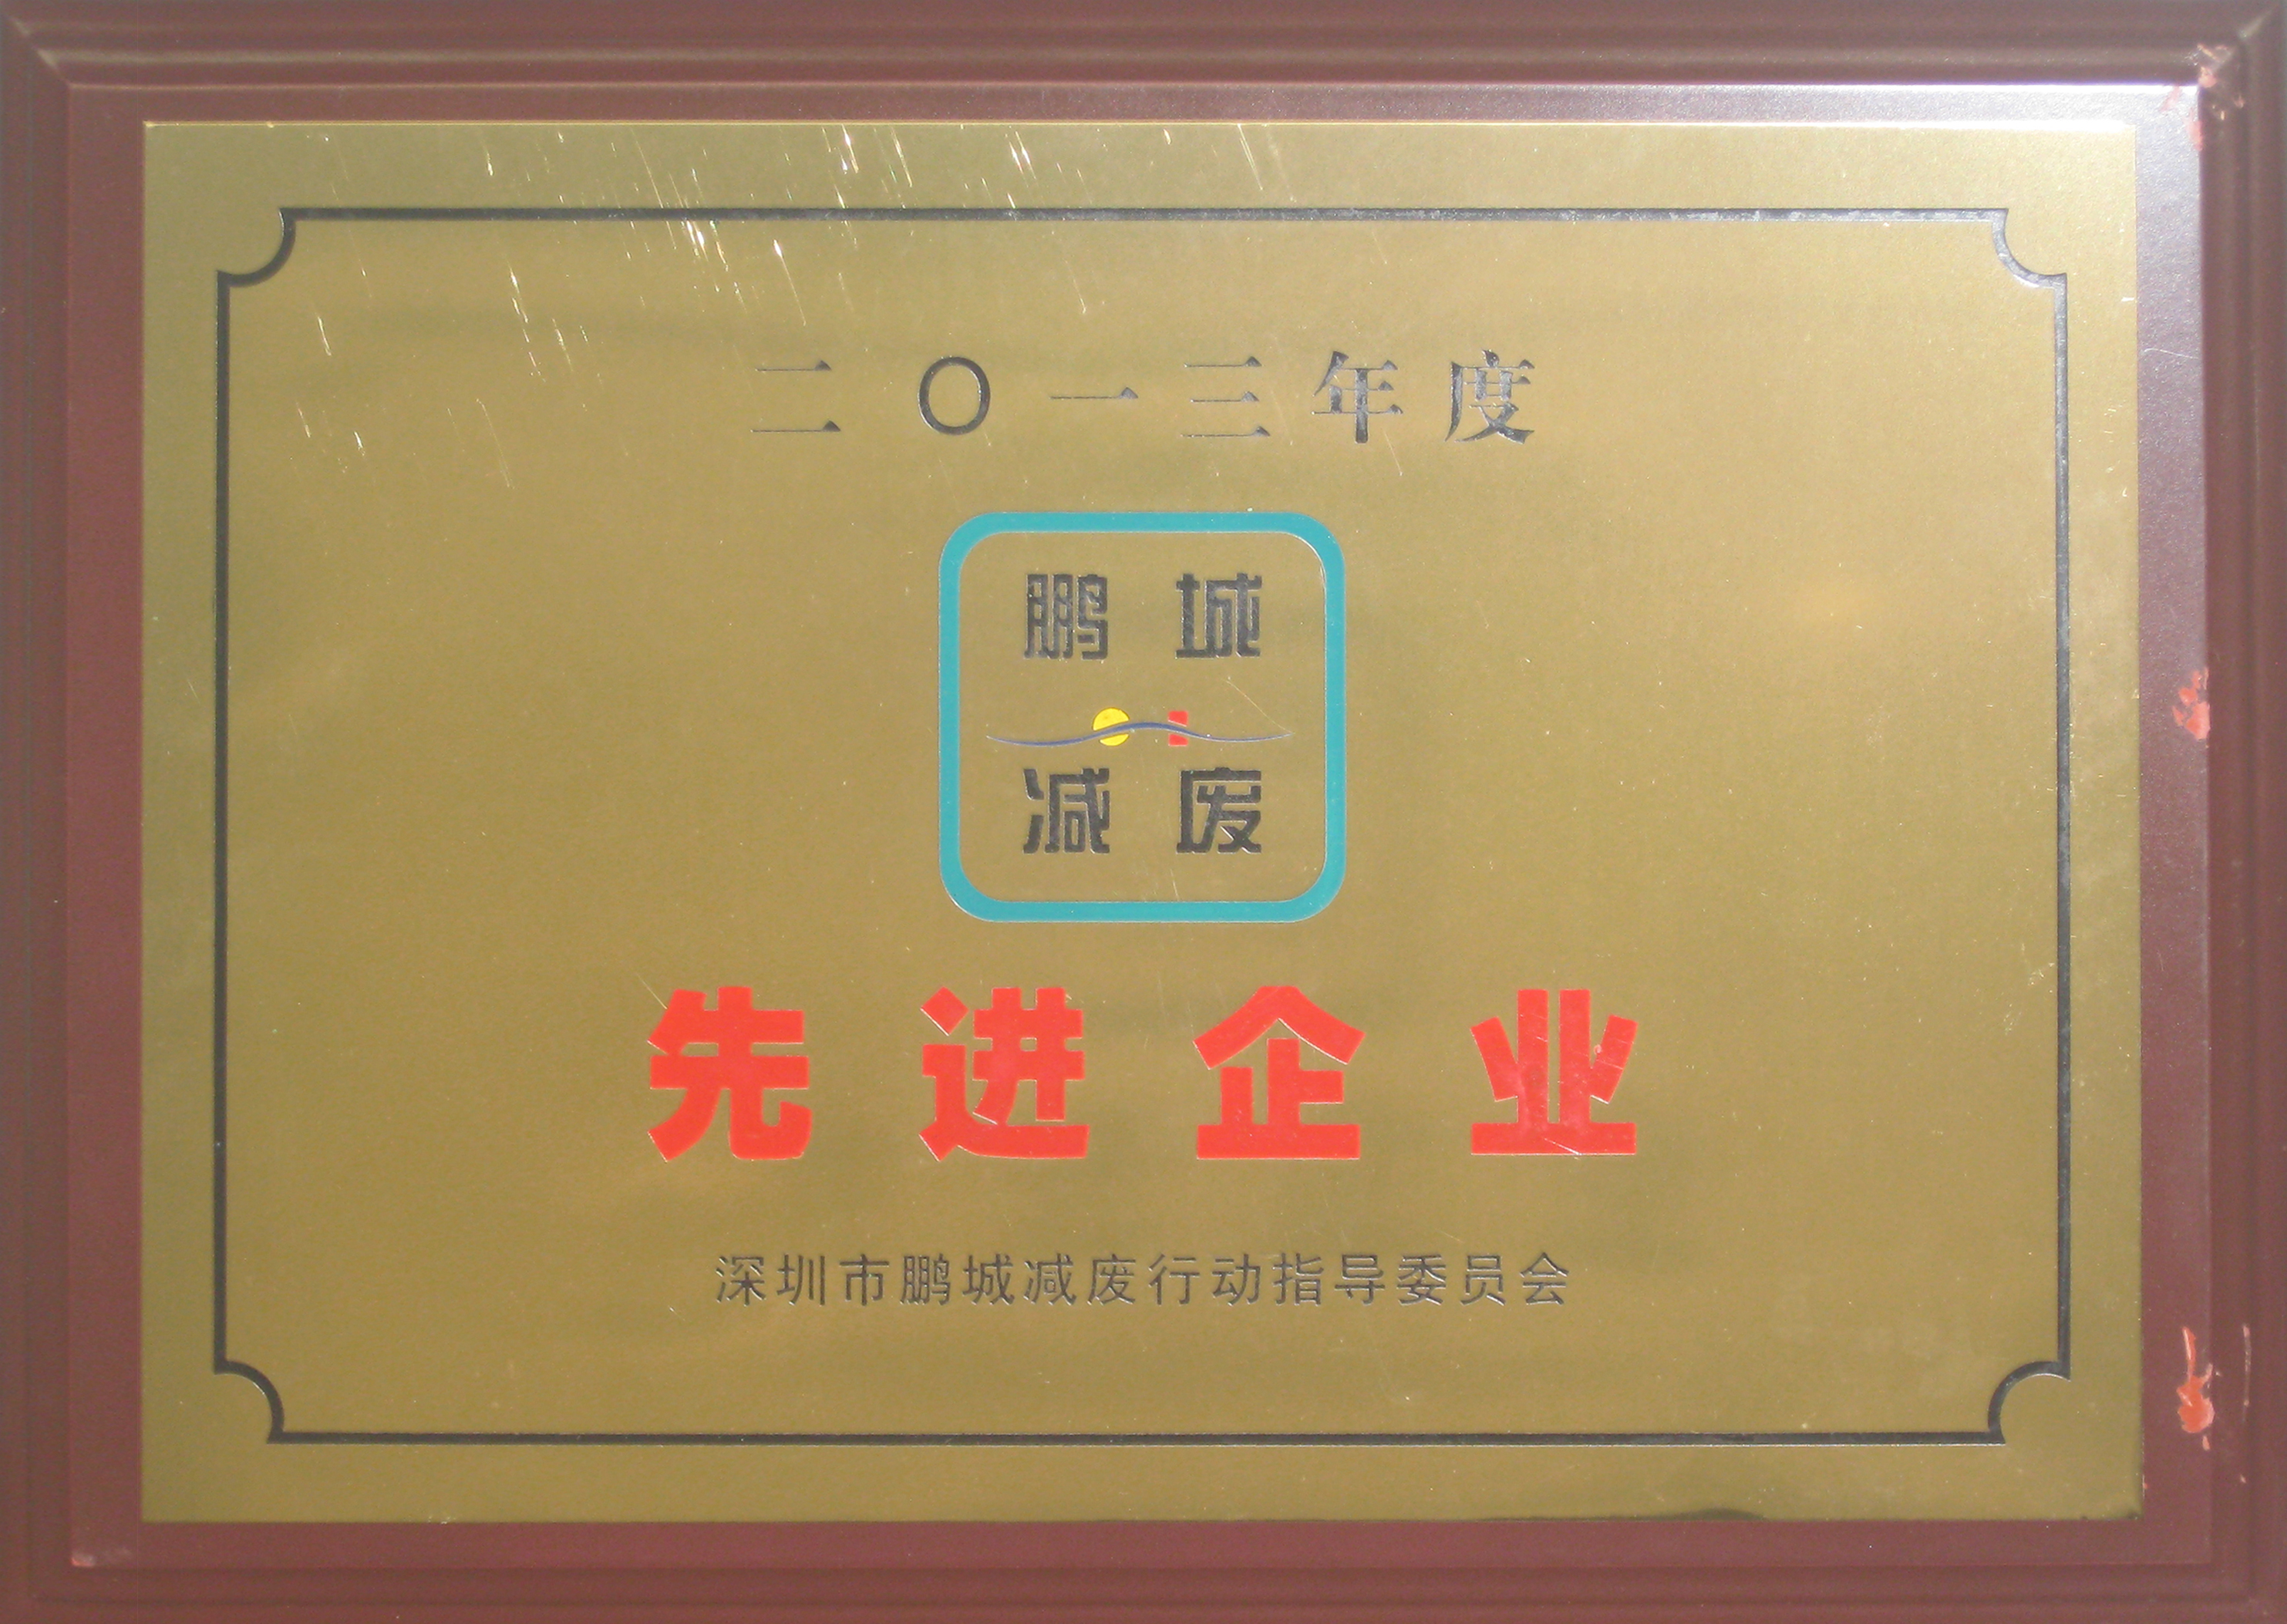 二〇一三年度
鹏城
减废
先进企业
深圳市鹏城减废行动指导委员会